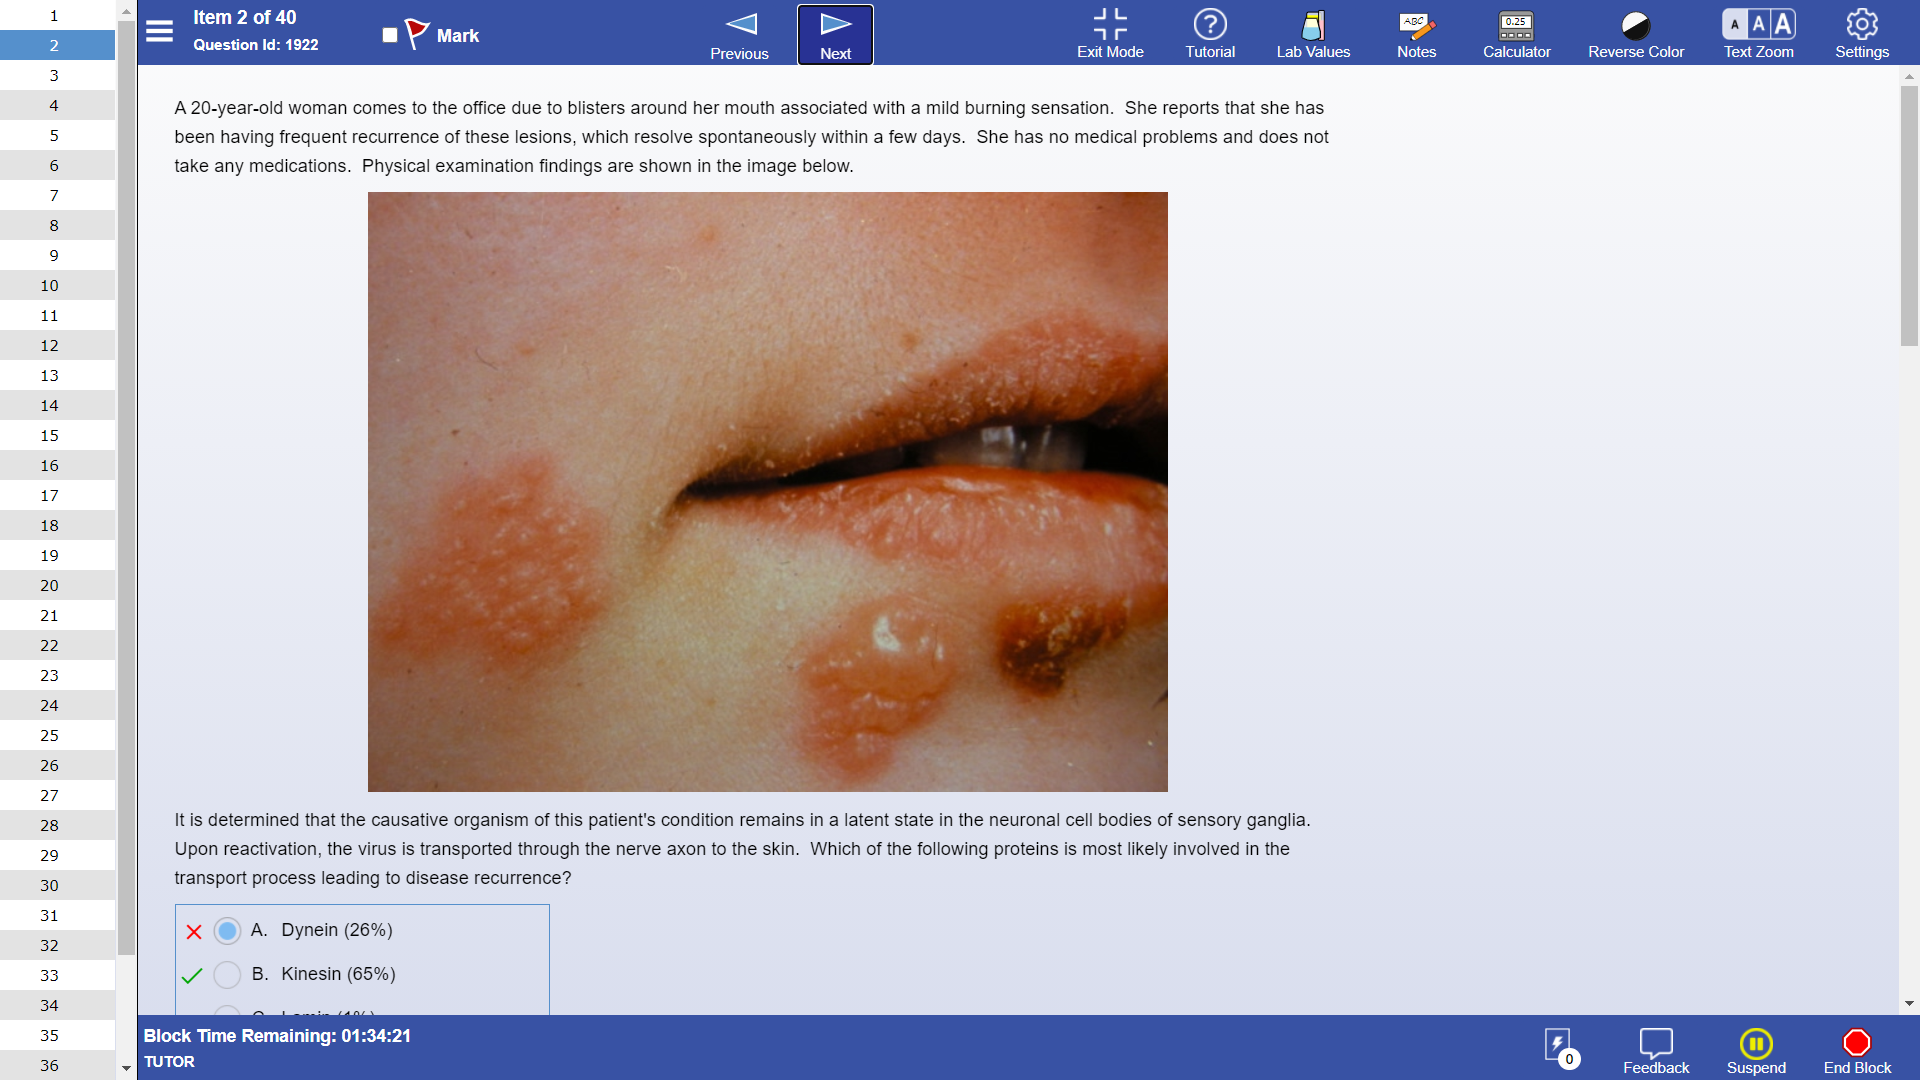 1
2
3
4
5
6
7
8
9
10
11
12
13
14
15
16
17
18
19
20
21
22
23
24
25
26
27
28
29
30
31
32
33
34
35
36
Item 2 of 40
Question Id: 1922
Mark
Previous
Next
Exit Mode
Tutorial
Lab Values
ABC
Notes
0.25
Calculator
Reverse Color
A A A
Text Zoom
Settings
A 20-year-old woman comes to the office due to blisters around her mouth associated with a mild burning sensation. She reports that she has
been having frequent recurrence of these lesions, which resolve spontaneously within a few days. She has no medical problems and does not
take any medications. Physical examination findings are shown in the image below.
It is determined that the causative organism of this patient's condition remains in a latent state in the neuronal cell bodies of sensory ganglia.
Upon reactivation, the virus is transported through the nerve axon to the skin. Which of the following proteins is most likely involved in the
transport process leading to disease recurrence?
A. Dynein (26%)
B. Kinesin (65%)
C. Lamin (1%)
Block Time Remaining: 01:34:21
TUTOR
0
Feedback
Suspend
End Block